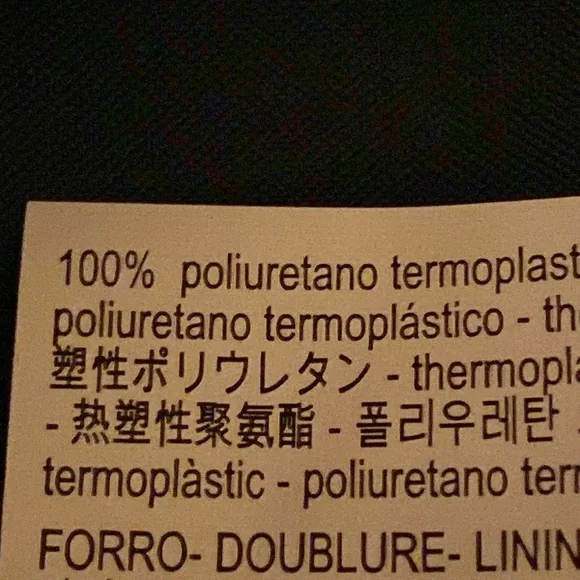 100% poliuretano termoplast
poliuretano termoplástico - th
塑性ポリウレタン - thermopla
- 热塑性聚氨酯 - 폴리우레탄
termoplàstic - poliuretano terr
FORRO- DOUBLURE- LININ